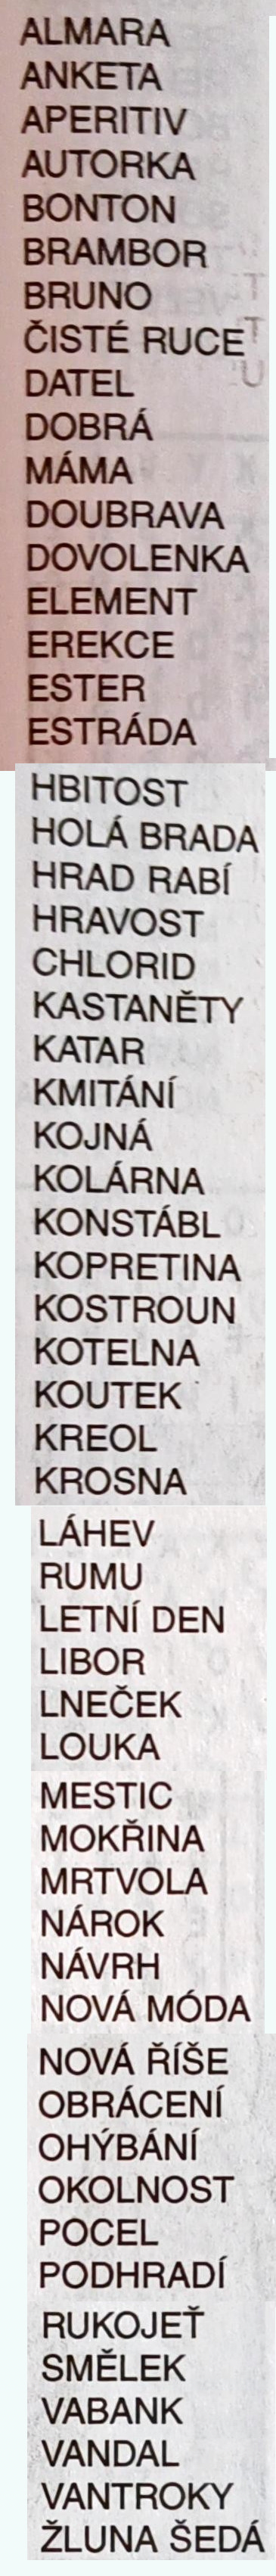 ALMARA
ANKETA
APERITIV
AUTORKA
BONTON
BRAMBOR
BRUNO
ČISTÉ RUCE
DATEL
DOBRÁ
MÁMA
DOUBRAVA
DOVOLENKA
ELEMENT
EREKCE
ESTER
ESTRÁDA
HBITOST
HOLÁ BRADA
HRAD RABÍ
HRAVOST
CHLORID
KASTANĚTY
KATAR
KMITÁNÍ
KOJNÁ
KOLÁRNA
KONSTÁBL
KOPRETINA
KOSTROUN
KOTELNA
KOUTEK
KREOL
KROSNA
LÁHEV
RUMU
LETNÍ DEN
LIBOR
LNEČEK
LOUKA
MESTIC
MOKŘINA
MRTVOLA
NÁROK
NÁVRH
NOVÁ MÓDA
NOVÁ ŘÍŠE
OBRÁCENÍ
OHÝBÁNÍ
OKOLNOST
POCEL
PODHRADÍ
RUKOJEŤ
SMĚLEK
VABANK
VANDAL
VANTROKY
ŽLUNA ŠEDÁ